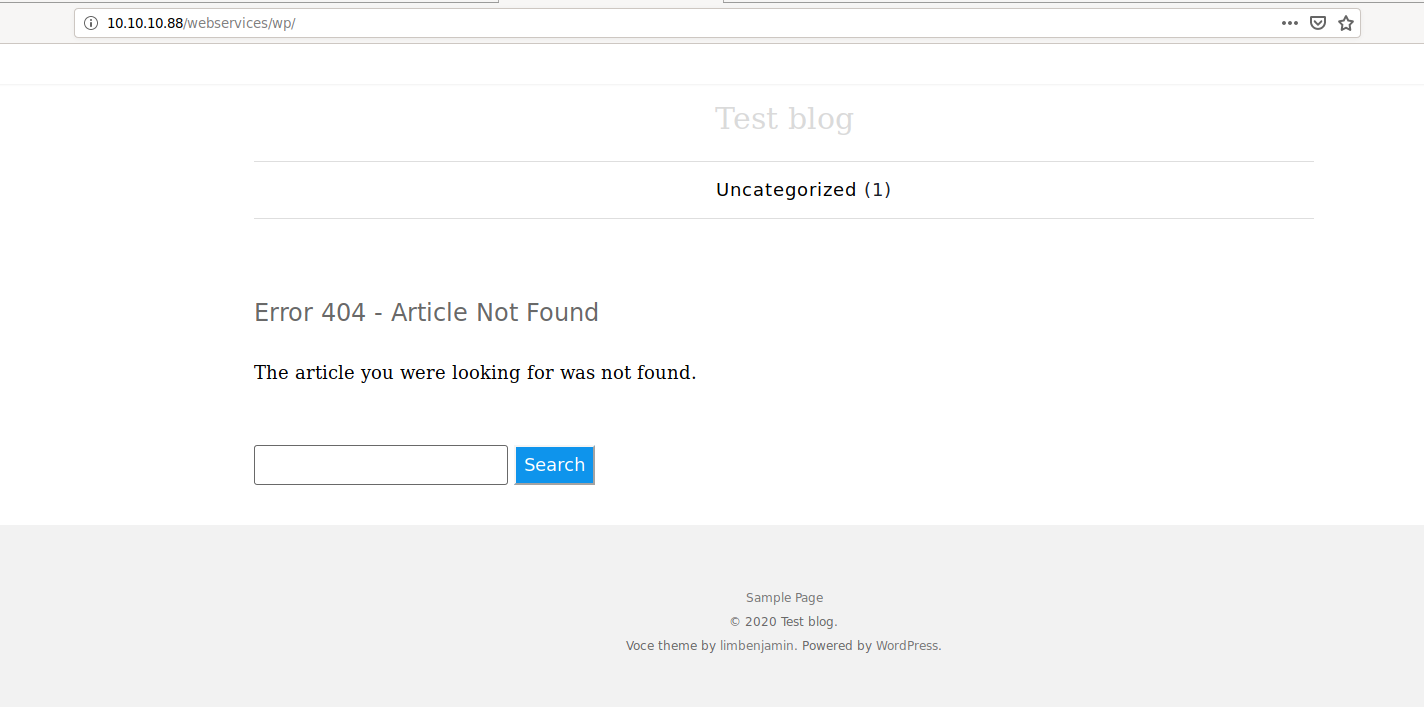 10.10.10.88/webservices/wp/
Test blog
Uncategorized (1)
Error 404 - Article Not Found
The article you were looking for was not found.
Search
Sample Page
© 2020 Test blog.
Voce theme by limbenjamin. Powered by WordPress.